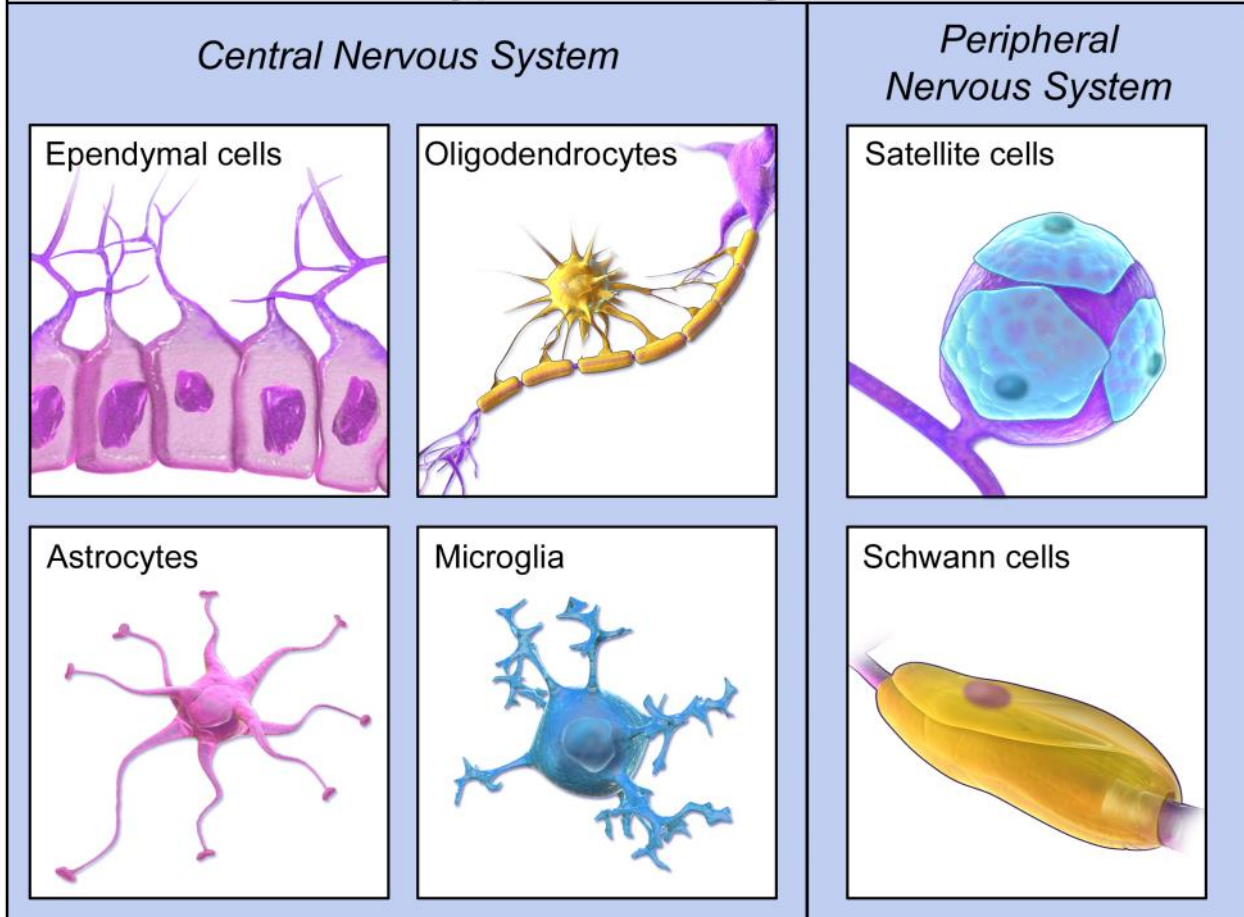 Central Nervous System
Peripheral
Nervous System
Ependymal cells
Oligodendrocytes
Satellite cells
Astrocytes
Microglia
Schwann cells